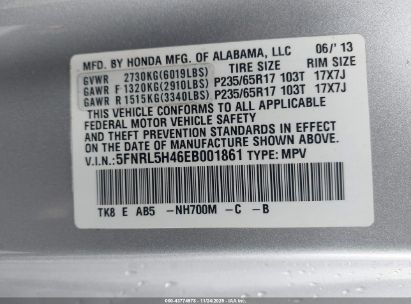 MFD. BY HONDA MFG. OF ALABAMA, LLC 06/'13
GVWR 2730KG(6019LBS) RIM SIZE
GAWR F 1320KG(2910LBS) P235/65R17 103T 17X7J
GAWR R 1515KG(3340LBS) P235/65R17 103T 17X7J
THIS VEHICLE CONFORMS TO ALL APPLICABLE
FEDERAL MOTOR VEHICLE SAFETY
AND THEFT PREVENTION STANDARDS IN EFFECT
ON THE DATE OF MANUFACTURE SHOWN ABOVE.
V.I.N.: 5FNRL5H46EB001861 TYPE: MPV
TK8 E AB5 -NH700M -C -B